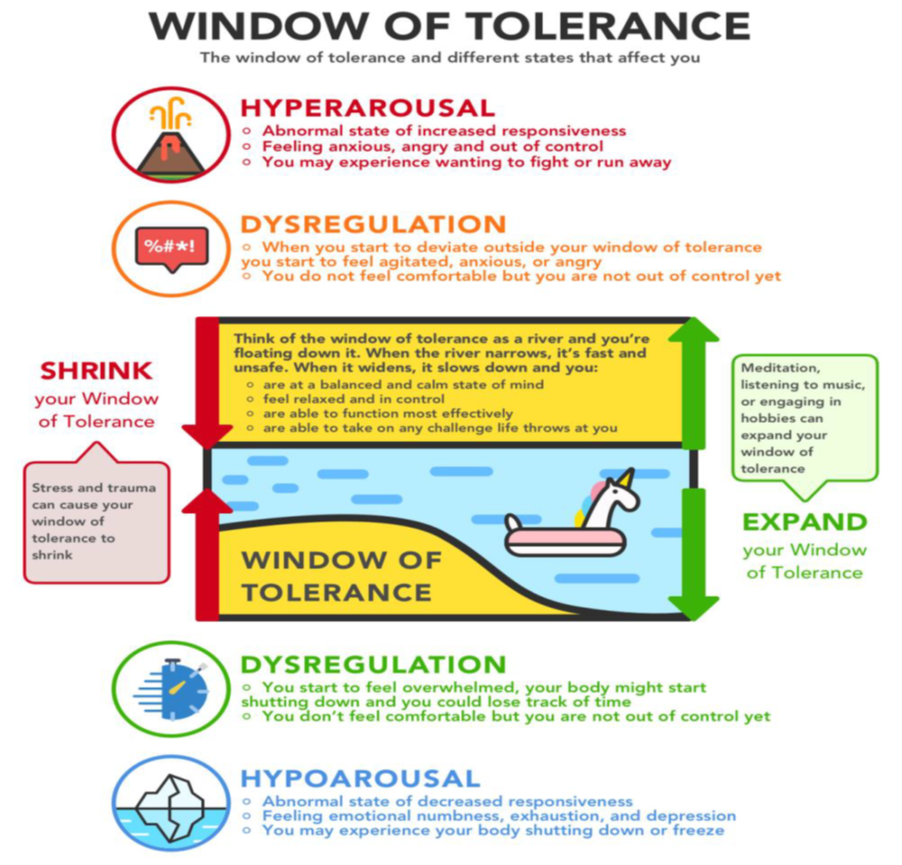 WINDOW OF TOLERANCE
The window of tolerance and different states that affect you
HYPERAROUSAL
○ Abnormal state of increased responsiveness
○ Feeling anxious, angry and out of control
○ You may experience wanting to fight or run away
%#*!
DYSREGULATION
○ When you start to deviate outside your window of tolerance
you start to feel agitated, anxious, or angry
○ You do not feel comfortable but you are not out of control yet
SHRINK
your Window
of Tolerance
Stress and trauma
can cause your
window of
tolerance to
shrink
Think of the window of tolerance as a river and you're
floating down it. When the river narrows, it's fast and
unsafe. When it widens, it slows down and you:
○ are at a balanced and calm state of mind
○ feel relaxed and in control
○ are able to function most effectively
○ are able to take on any challenge life throws at you
WINDOW OF
TOLERANCE
Meditation,
listening to music,
or engaging in
hobbies can
expand your
window of
tolerance
EXPAND
your Window
of Tolerance
DYSREGULATION
○ You start to feel overwhelmed, your body might start
shutting down and you could lose track of time
○ You don't feel comfortable but you are not out of control yet
HYPOAROUSAL
○ Abnormal state of decreased responsiveness
○ Feeling emotional numbness, exhaustion, and depression
○ You may experience your body shutting down or freeze